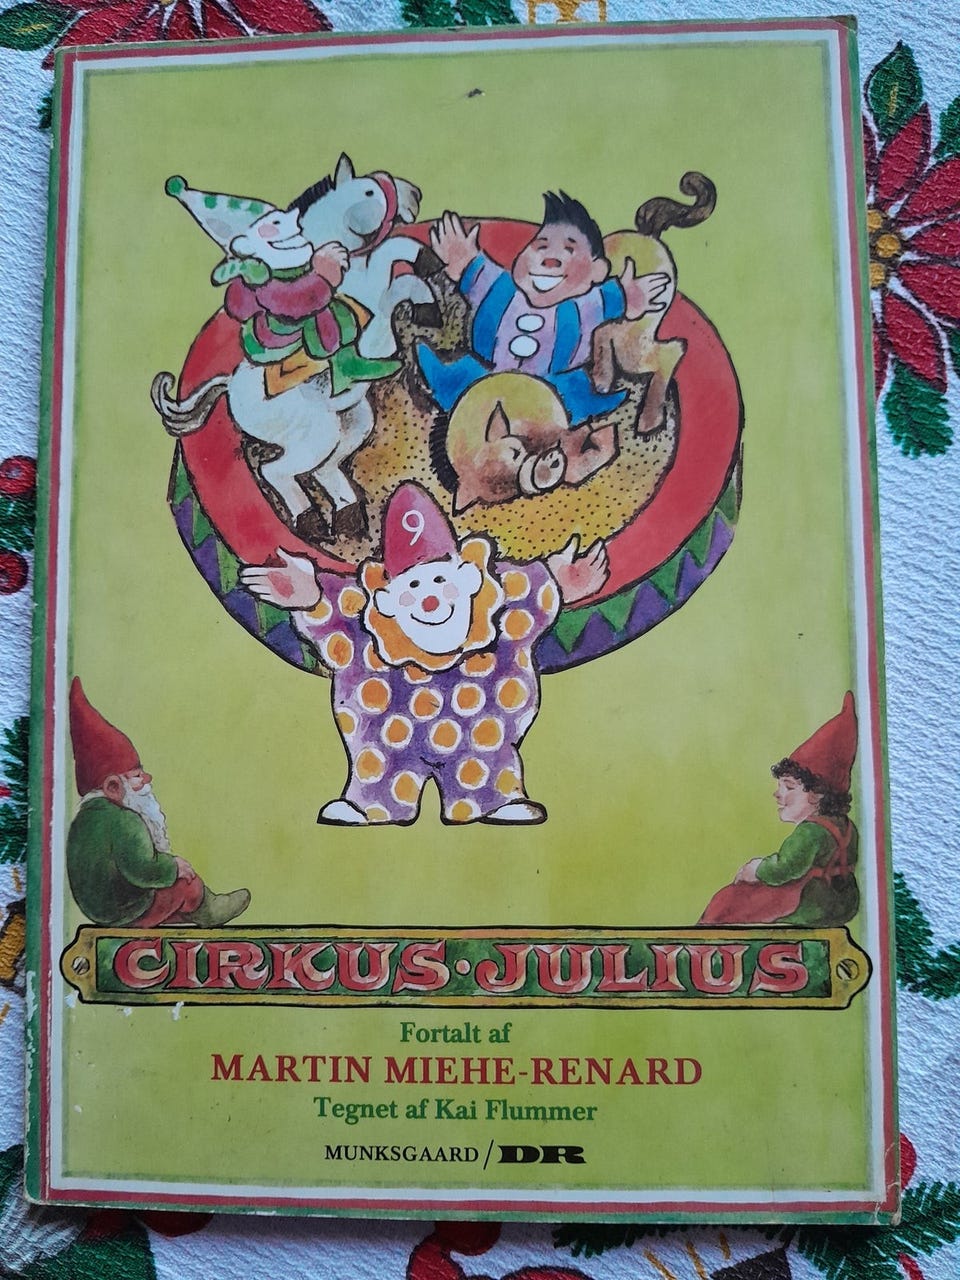 9
CIRKUS·JULIUS
Fortalt af
MARTIN MIEHE-RENARD
Tegnet af Kai Flummer
MUNKSGAARD/DR